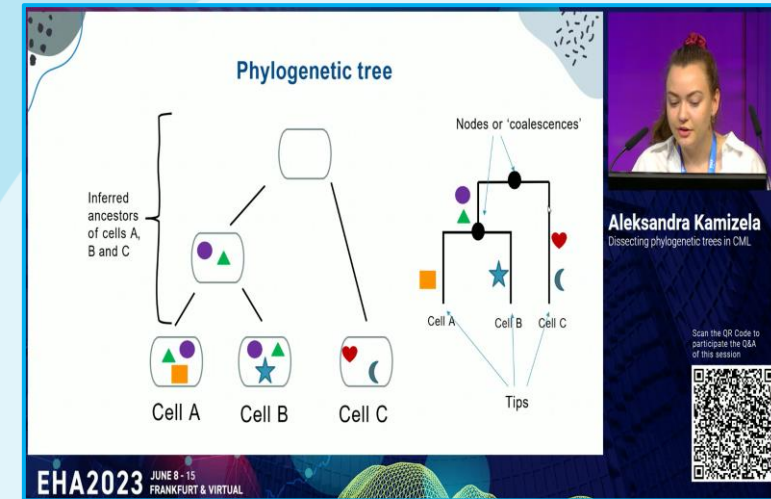 Phylogenetic tree
Inferred
ancestors
of cells A,
B and C
Cell A
Cell B
Cell C
Nodes or 'coalescences'
Cell A
Cell B
Cell C
Tips
Aleksandra Kamizela
Dissecting phylogenetic trees in CML
Scan the QR Code to
participate the Q&A
of this session
EHA2023
JUNE 8 - 15
FRANKFURT & VIRTUAL